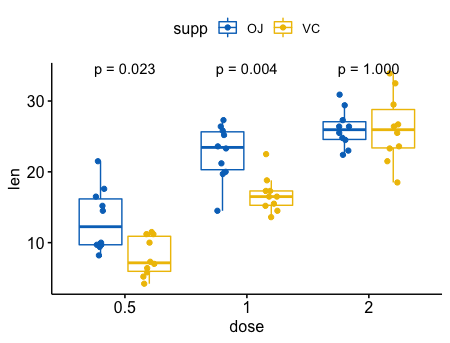 supp OJ VC
p = 0.023 p = 0.004 p = 1.000
30
20
10
len
0.5 1 2
dose